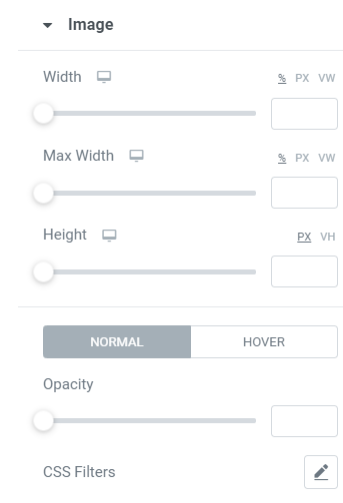 Image
Width % PX VW
Max Width % PX VW
Height PX VH
NORMAL HOVER
Opacity
CSS Filters